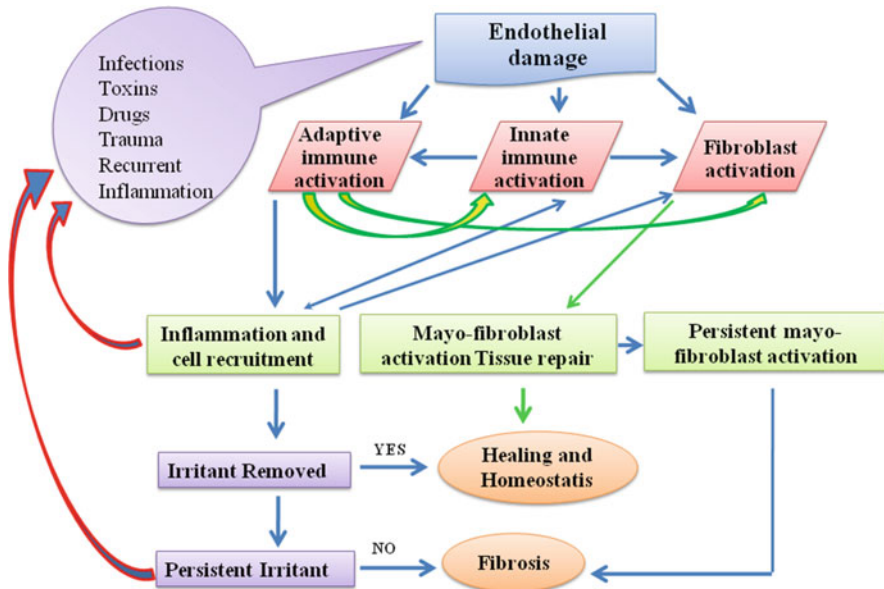 Endothelial
damage
Infections
Toxins
Drugs
Trauma
Recurrent
Inflammation
Adaptive
immune
activation
Innate
immune
activation
Fibroblast
activation
Inflammation and
cell recruitment
Mayo-fibroblast
activation Tissue repair
Persistent mayo-
fibroblast activation
Irritant Removed
YES
Healing and
Homeostatis
Persistent Irritant
NO
Fibrosis